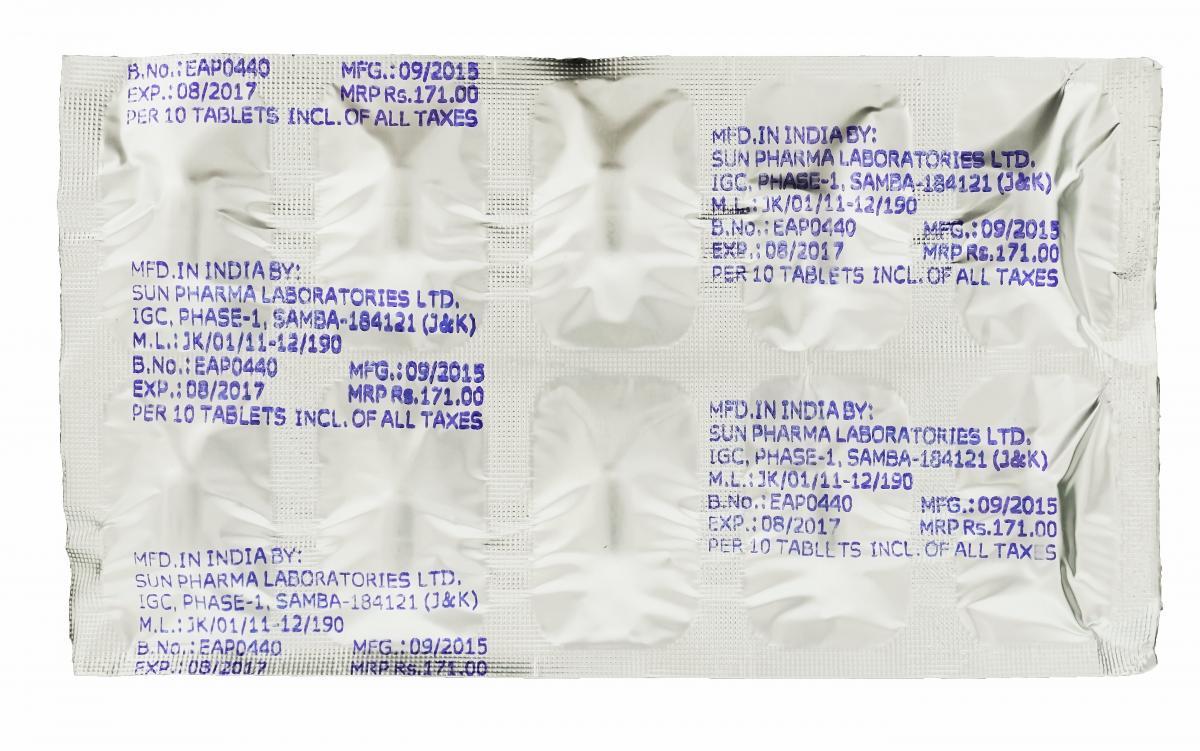 B.No.:EAP0440 MFG.:09/2015
EXP.:08/2017 MRP Rs.171.00
PER 10 TABLETS INCL.OF ALL TAXES
MFD.IN INDIA BY:
SUN PHARMA LABORATORIES LTD.
IGC, PHASE-1, SAMBA-184121 (J&K)
M.L.:JK/01/11-12/190
B.No.:EAP0440 MFG.:09/2015
EXP.:08/2017 MRP Rs.171.00
PER 10 TABLETS INCL.OF ALL TAXES
MFD.IN INDIA BY:
SUN PHARMA LABORATORIES LTD.
IGC, PHASE-1, SAMBA-184121 (J&K)
M.L.:JK/01/11-12/190
B.No.:EAP0440 MFG.:09/2015
EXP.:08/2017 MRP Rs.171.00
MFD.IN INDIA BY:
SUN PHARMA LABORATORIES LTD.
IGC, PHASE-1, SAMBA-184121 (J&K)
M.L.:JK/01/11-12/190
B.No.:EAP0440 MFG.:09/2015
EXP.:08/2017 MRP Rs.171.00
PER 10 TABLETS INCL.OF ALL TAXES
MFD.IN INDIA BY:
SUN PHARMA LABORATORIES LTD.
IGC, PHASE-1, SAMBA-184121 (J&K)
M.L.:JK/01/11-12/190
B.No.:EAP0440 MFG.:09/2015
EXP.:08/2017 MRP Rs.171.00
PER 10 TABLETS INCL.OF ALL TAXES